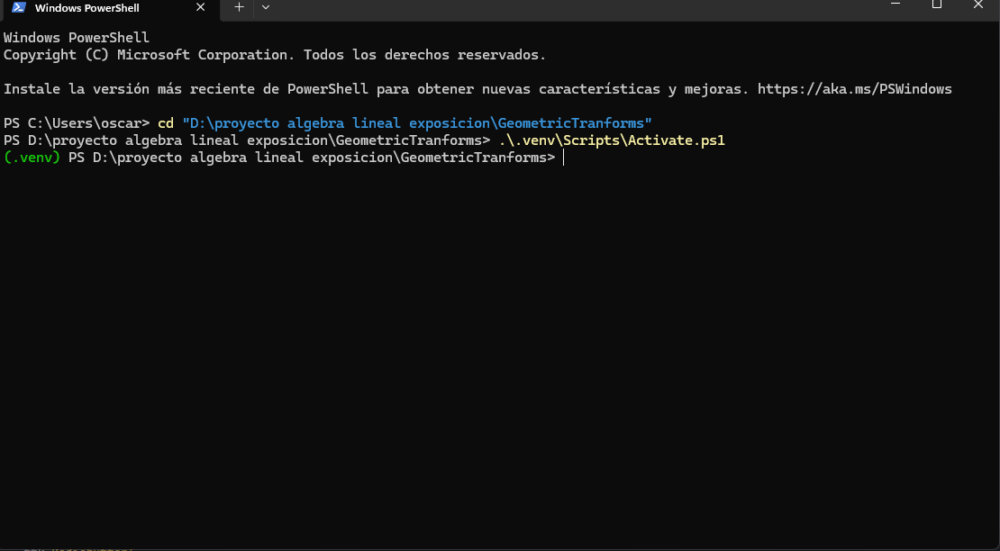 Windows PowerShell
Windows PowerShell
Copyright (C) Microsoft Corporation. Todos los derechos reservados.
Instale la versión más reciente de PowerShell para obtener nuevas características y mejoras. https://aka.ms/PSWindows
PS C:\Users\oscar> cd "D:\proyecto algebra lineal exposicion\GeometricTranforms"
PS D:\proyecto algebra lineal exposicion\GeometricTranforms> .\.venv\Scripts\Activate.ps1
(.venv) PS D:\proyecto algebra lineal exposicion\GeometricTranforms>